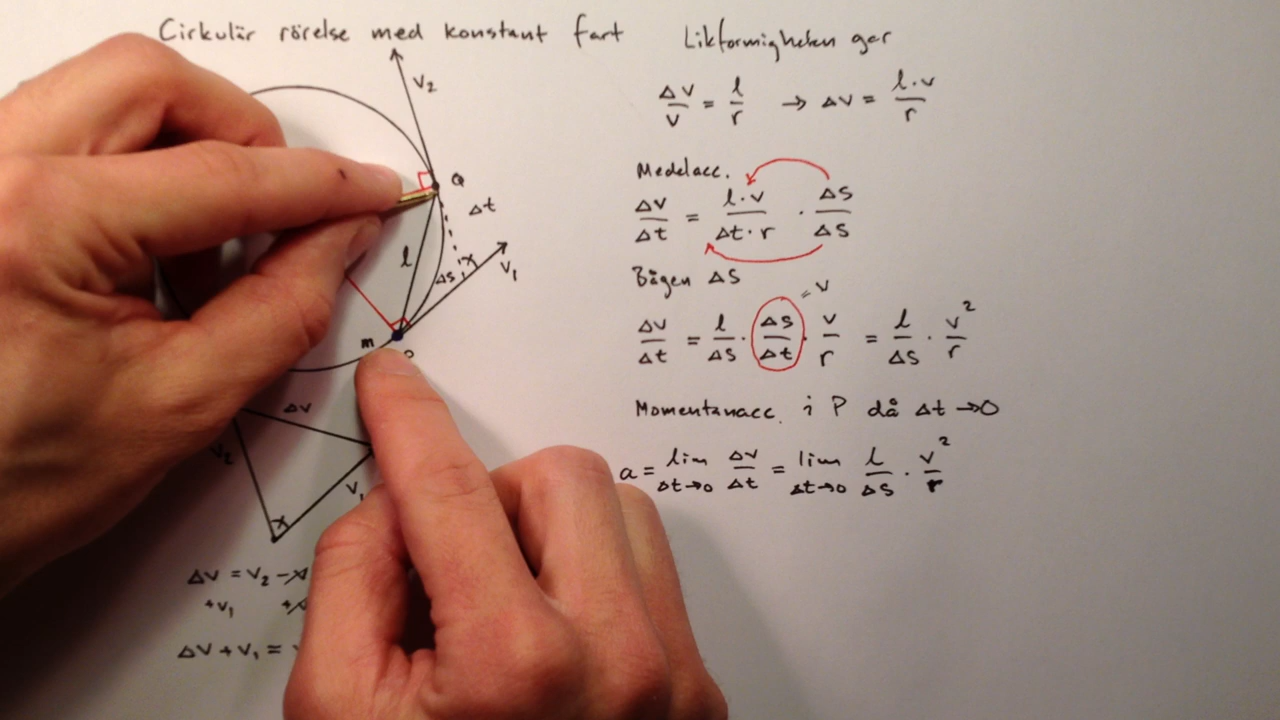 Cirkulär rörelse med konstant fart
V₂
Q
Δt
l
Δs
x
V₁
m
Δv
V₂
V₁
x
Δv = V₂ -
+V₁
Δv + V₁ =
Likformigheten ger
Δv/v = l/r → Δv = l·v/r
Medelacc.
Δv/Δt = l·v/Δt·r · Δs/Δs
Bågen Δs
= v
Δv/Δt = l/Δs · Δs/Δt · v/r = l/Δs · v²/r
Momentanacc. i P då Δt→0
a = lim Δt→0 Δv/Δt = lim Δt→0 l/Δs · v²/r